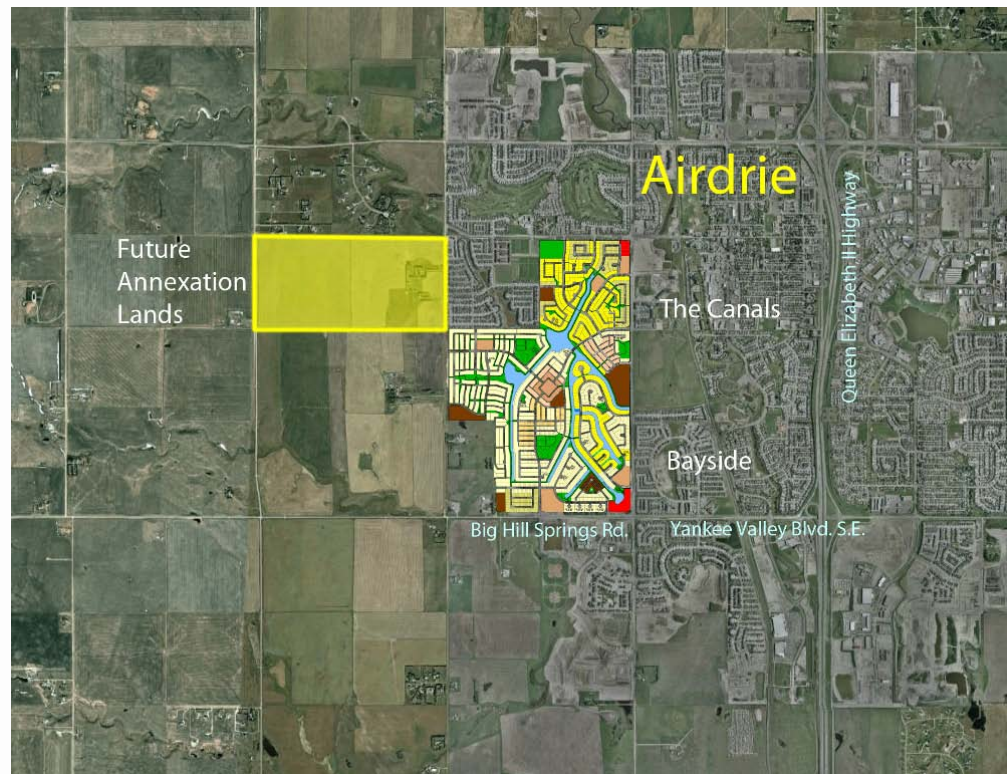 Airdrie
Queen Elizabeth II Highway
Future
Annexation
Lands
The Canals
Bayside
Big Hill Springs Rd.
Yankee Valley Blvd. S.E.